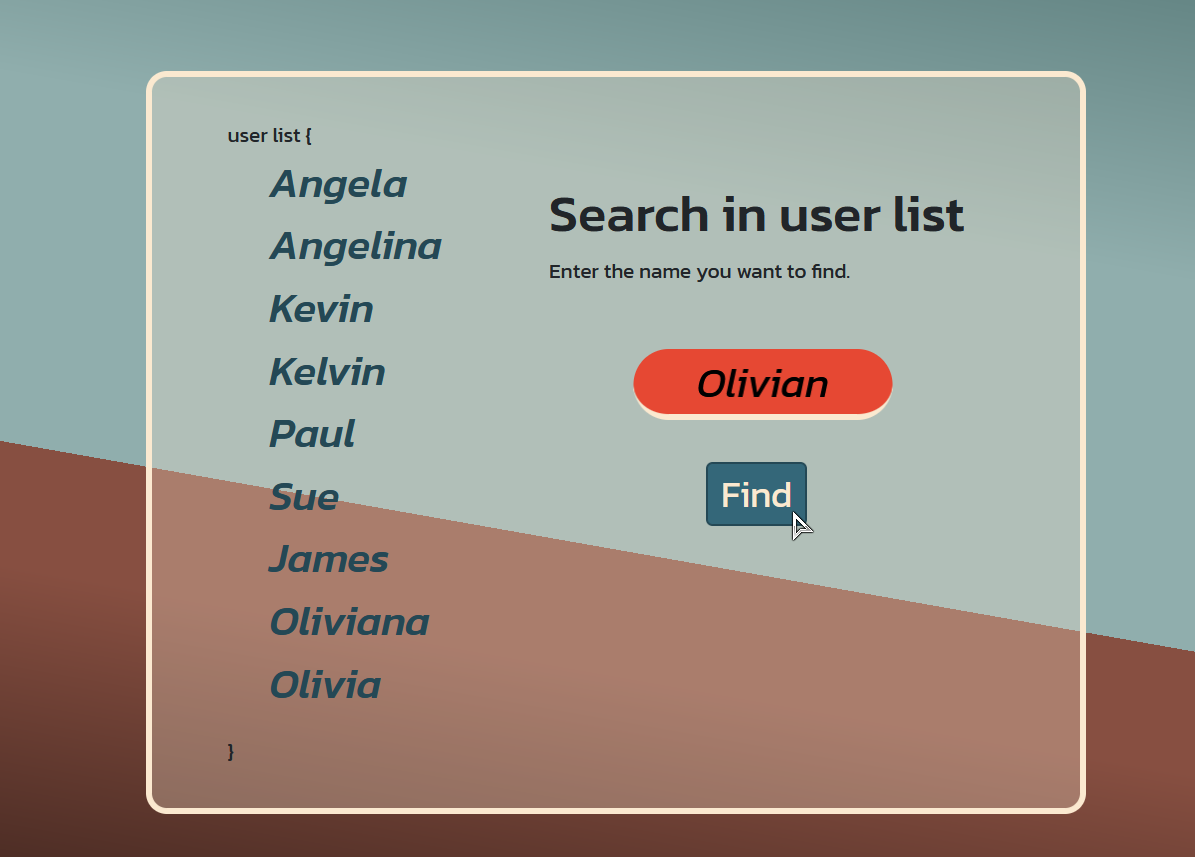 user list {
Angela
Angelina
Kevin
Kelvin
Paul
Sue
James
Oliviana
Olivia
}
Search in user list
Enter the name you want to find.
Olivian
Find